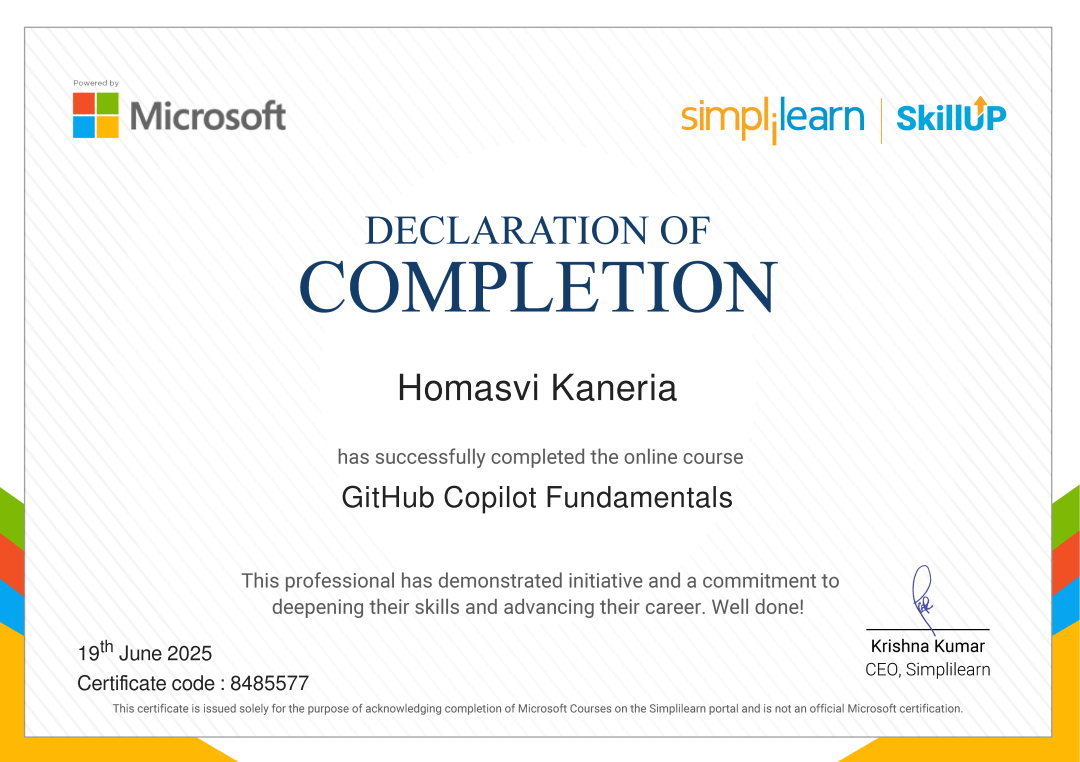 Powered by
Microsoft
simplilearn | SkillUP
DECLARATION OF
COMPLETION
Homasvi Kaneria
has successfully completed the online course
GitHub Copilot Fundamentals
This professional has demonstrated initiative and a commitment to
deepening their skills and advancing their career. Well done!
19th June 2025
Certificate code : 8485577
Krishna Kumar
CEO, Simplilearn
This certificate is issued solely for the purpose of acknowledging completion of Microsoft Courses on the Simplilearn portal and is not an official Microsoft certification.